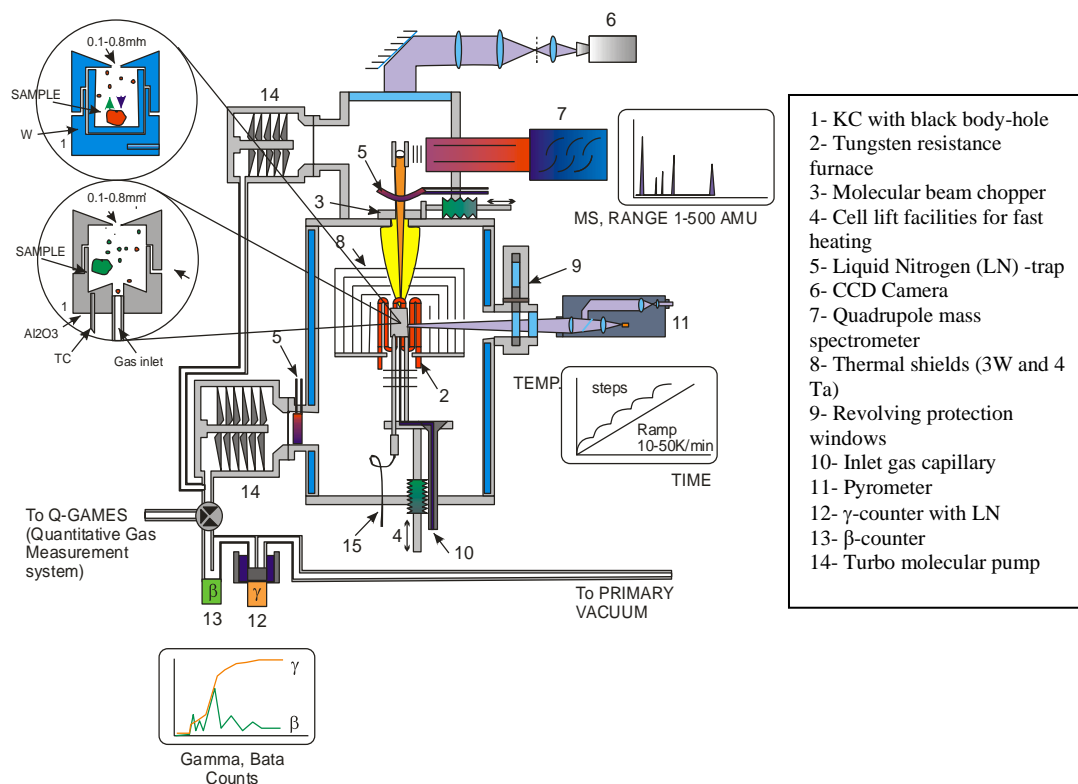 0.1-0.8mm
SAMPLE
W
1
0.1-0.8mm
SAMPLE
1
Al2O3
TC
Gas inlet
14
6
7
5
3
MS, RANGE 1-500 AMU
8
9
11
5
2
TEMP.
steps
Ramp
10-50K/min
TIME
14
To Q-GAMES
(Quantitative Gas
Measurement
system)
15
4
10
β
γ
13
12
To PRIMARY
VACUUM
γ
β
Gamma, Bata
Counts
1- KC with black body-hole
2- Tungsten resistance
furnace
3- Molecular beam chopper
4- Cell lift facilities for fast
heating
5- Liquid Nitrogen (LN) -trap
6- CCD Camera
7- Quadrupole mass
spectrometer
8- Thermal shields (3W and 4
Ta)
9- Revolving protection
windows
10- Inlet gas capillary
11- Pyrometer
12- γ-counter with LN
13- β-counter
14- Turbo molecular pump